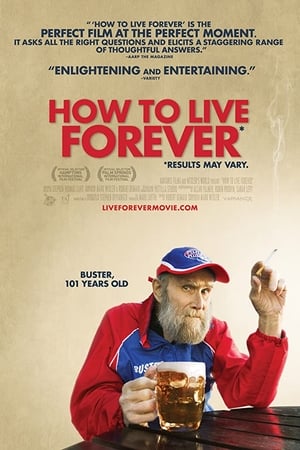 "'HOW TO LIVE FOREVER' IS THE
PERFECT FILM AT THE PERFECT MOMENT.
IT ASKS ALL THE RIGHT QUESTIONS AND ELICITS A STAGGERING RANGE
OF THOUGHTFUL ANSWERS."
–AARP THE MAGAZINE
"ENLIGHTENING AND ENTERTAINING."
–VARIETY
HOW TO LIVE
FOREVER*
*RESULTS MAY VARY.
LIVEFOREVERMOVIE.COM
BUSTER,
101 YEARS OLD